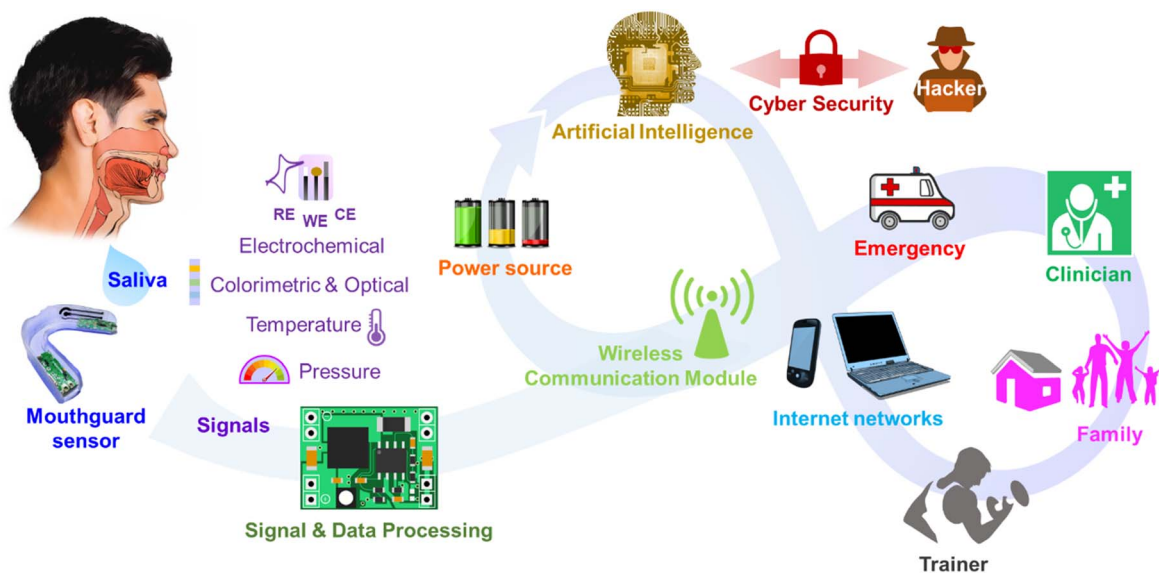 Artificial Intelligence
Cyber Security
Hacker
RE WE CE
Electrochemical
Saliva
Colorimetric & Optical
Temperature
Pressure
Mouthguard
sensor
Signals
Signal & Data Processing
Power source
Wireless
Communication Module
Emergency
Clinician
Internet networks
Family
Trainer